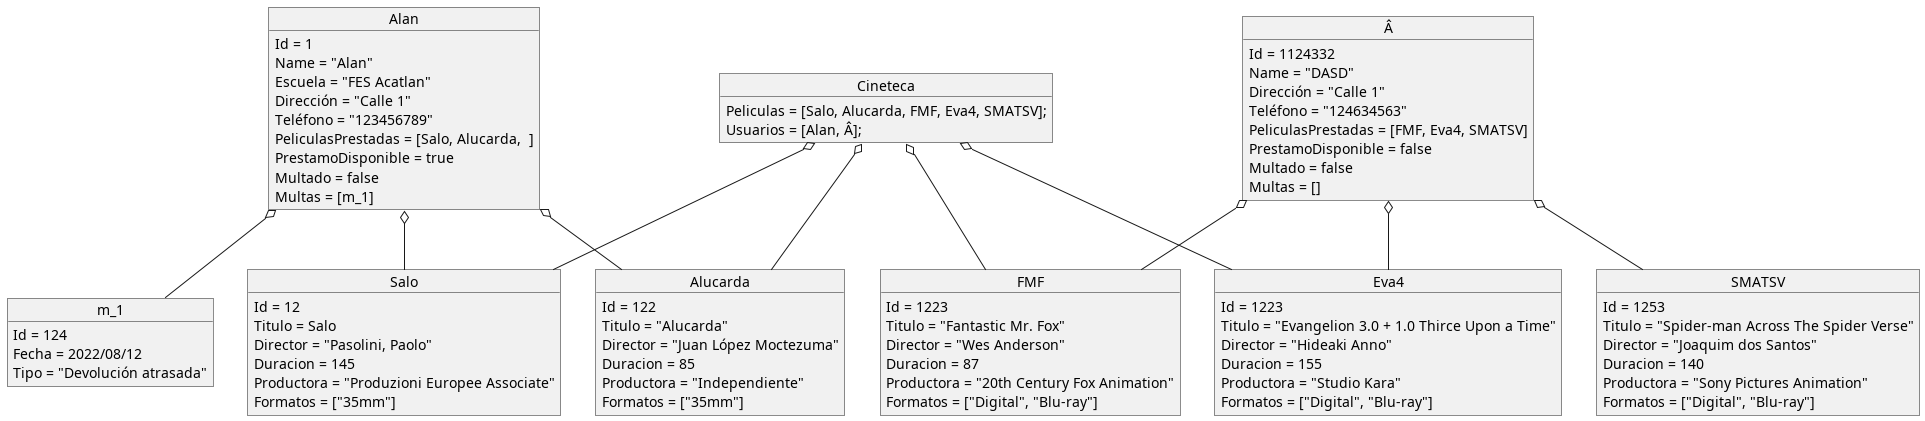 Alan
Id = 1
Name = "Alan"
Escuela = "FES Acatlan"
Dirección = "Calle 1"
Teléfono = "123456789"
PeliculasPrestadas = [Salo, Alucarda,  ]
PrestamoDisponible = true
Multado = false
Multas = [m_1]
Cineteca
Peliculas = [Salo, Alucarda, FMF, Eva4, SMATSV];
Usuarios = [Alan, Â];
Â
Id = 1124332
Name = "DASD"
Dirección = "Calle 1"
Teléfono = "124634563"
PeliculasPrestadas = [FMF, Eva4, SMATSV]
PrestamoDisponible = false
Multado = false
Multas = []
m_1
Id = 124
Fecha = 2022/08/12
Tipo = "Devolución atrasada"
Salo
Id = 12
Titulo = Salo
Director = "Pasolini, Paolo"
Duracion = 145
Productora = "Produzioni Europee Associate"
Formatos = ["35mm"]
Alucarda
Id = 122
Titulo = "Alucarda"
Director = "Juan López Moctezuma"
Duracion = 85
Productora = "Independiente"
Formatos = ["35mm"]
FMF
Id = 1223
Titulo = "Fantastic Mr. Fox"
Director = "Wes Anderson"
Duracion = 87
Productora = "20th Century Fox Animation"
Formatos = ["Digital", "Blu-ray"]
Eva4
Id = 1223
Titulo = "Evangelion 3.0 + 1.0 Thirce Upon a Time"
Director = "Hideaki Anno"
Duracion = 155
Productora = "Studio Kara"
Formatos = ["Digital", "Blu-ray"]
SMATSV
Id = 1253
Titulo = "Spider-man Across The Spider Verse"
Director = "Joaquim dos Santos"
Duracion = 140
Productora = "Sony Pictures Animation"
Formatos = ["Digital", "Blu-ray"]